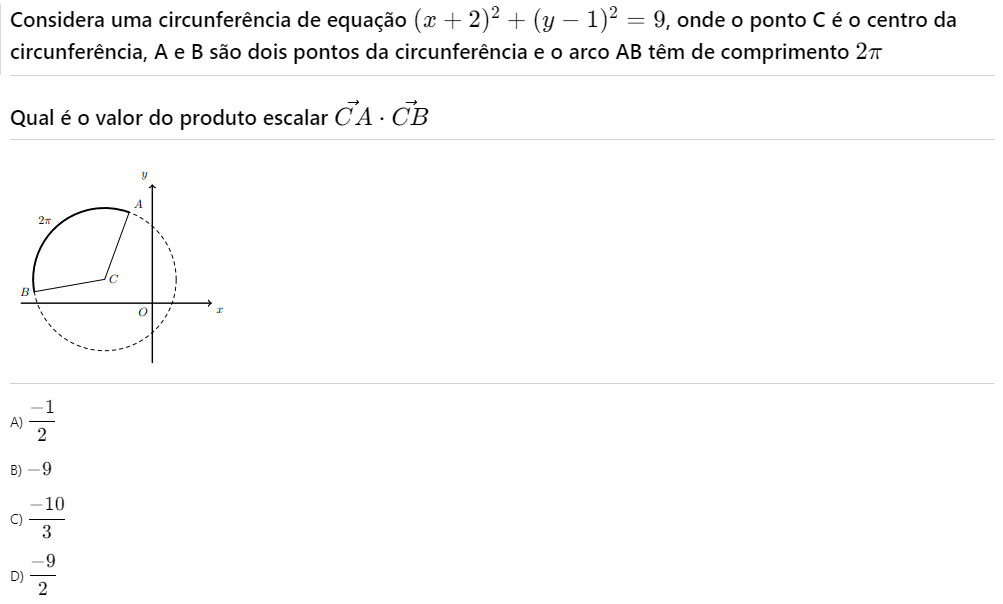 Considera uma circunferência de equação $(x+2)^2+(y-1)^2=9$, onde o ponto C é o centro da
circunferência, A e B são dois pontos da circunferência e o arco AB têm de comprimento $2\pi$
Qual é o valor do produto escalar $\vec{CA} \cdot \vec{CB}$
y
A
2π
C
B
O
x
A) $\frac{-1}{2}$
B) $-9$
C) $\frac{-10}{3}$
D) $\frac{-9}{2}$